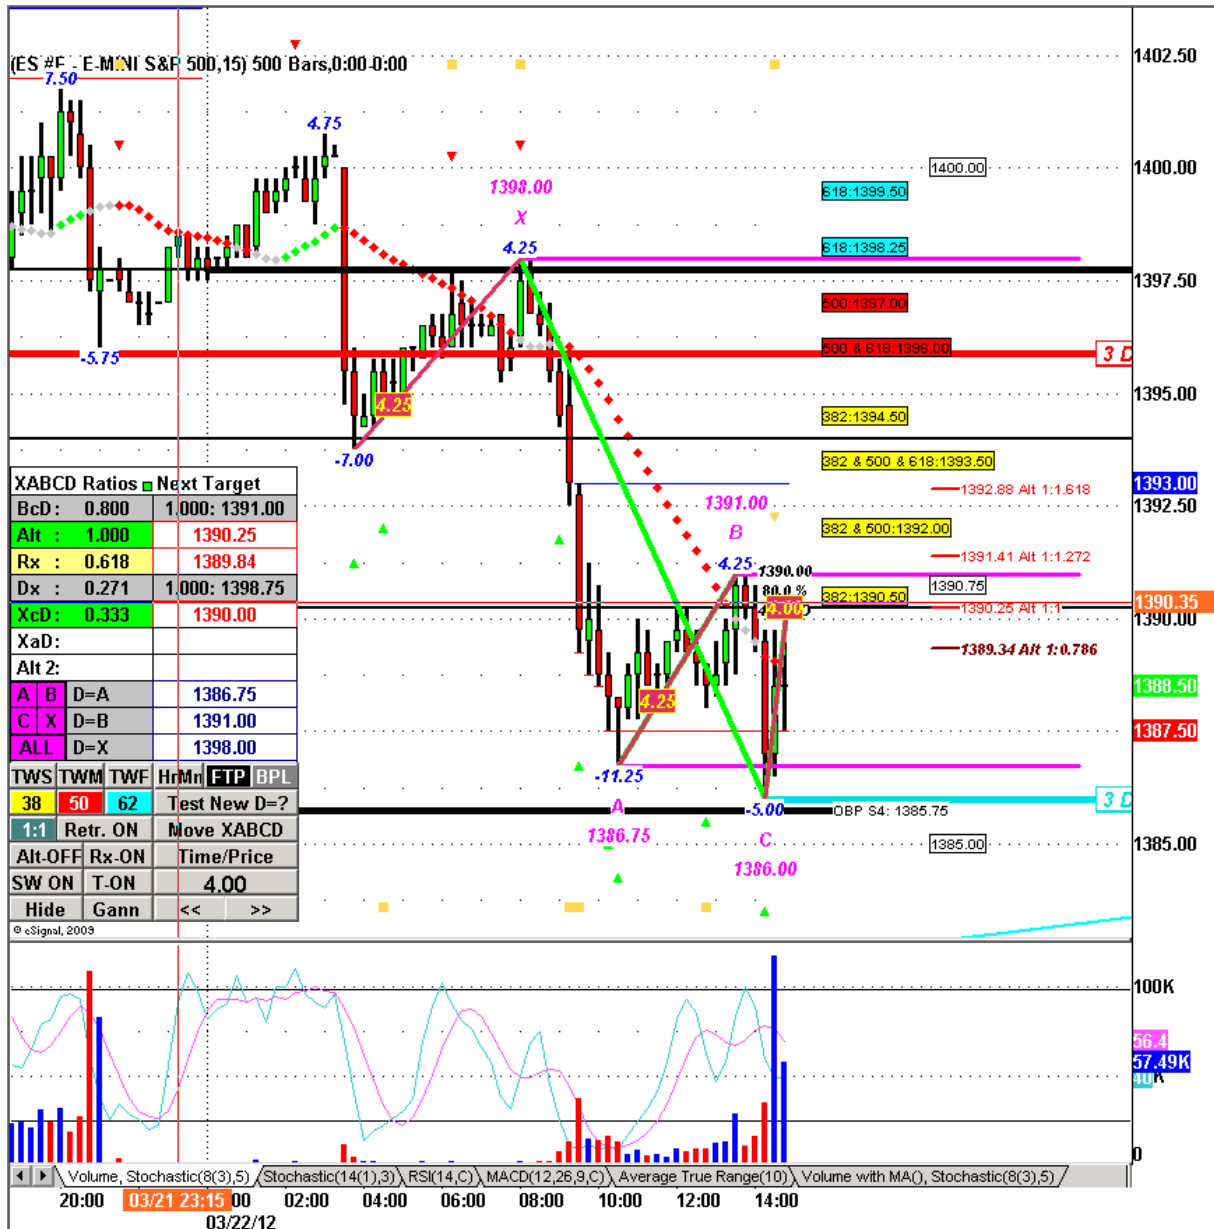 (ES #F - E-MINI S&P 500,15) 500 Bars,0:00-0:00
1402.50
7.50
4.75
1400.00
1400.00
1398.00
618:1399.50
X
4.25
618:1398.25
1397.50
500:1397.00
-5.75
500 & 618:1396.00
3 D
1395.00
4.25
382:1394.50
-7.00
382 & 500 & 618:1393.50
1393.00
1392.88 Alt 1:1.618
1391.00
1392.50
382 & 500:1392.00
B
1391.41 Alt 1:1.272
4.25
1390.00
80.0 %
1390.75
382:1390.50
4.00
1390.25 Alt 1:1
1390.35
1390.00
1389.34 Alt 1:0.786
1388.50
4.25
1387.50
-11.25
3 D
A
-5.00
OBP S4: 1385.75
1386.75
C
1385.00
1385.00
1386.00
XABCD Ratios Next Target
BcD: 0.800 1.000: 1391.00
Alt : 1.000 1390.25
Rx : 0.618 1389.84
Dx : 0.271 1.000: 1398.75
XcD: 0.333 1390.00
XaD:
Alt 2:
A B D=A 1386.75
C X D=B 1391.00
ALL D=X 1398.00
TWS TWM TWF HrMn FTP BPL
38 50 62 Test New D=?
1:1 Retr. ON Move XABCD
Alt-OFF Rx-ON Time/Price
SW ON T-ON 4.00
Hide Gann << >>
© eSignal, 2009
100K
56.4
57.49K
40K
0
Volume, Stochastic(8(3),5) Stochastic(14(1),3) RSI(14,C) MACD(12,26,9,C) Average True Range(10) Volume with MA(), Stochastic(8(3),5)
20:00 03/21 23:15 :00 02:00 04:00 06:00 08:00 10:00 12:00 14:00
03/22/12